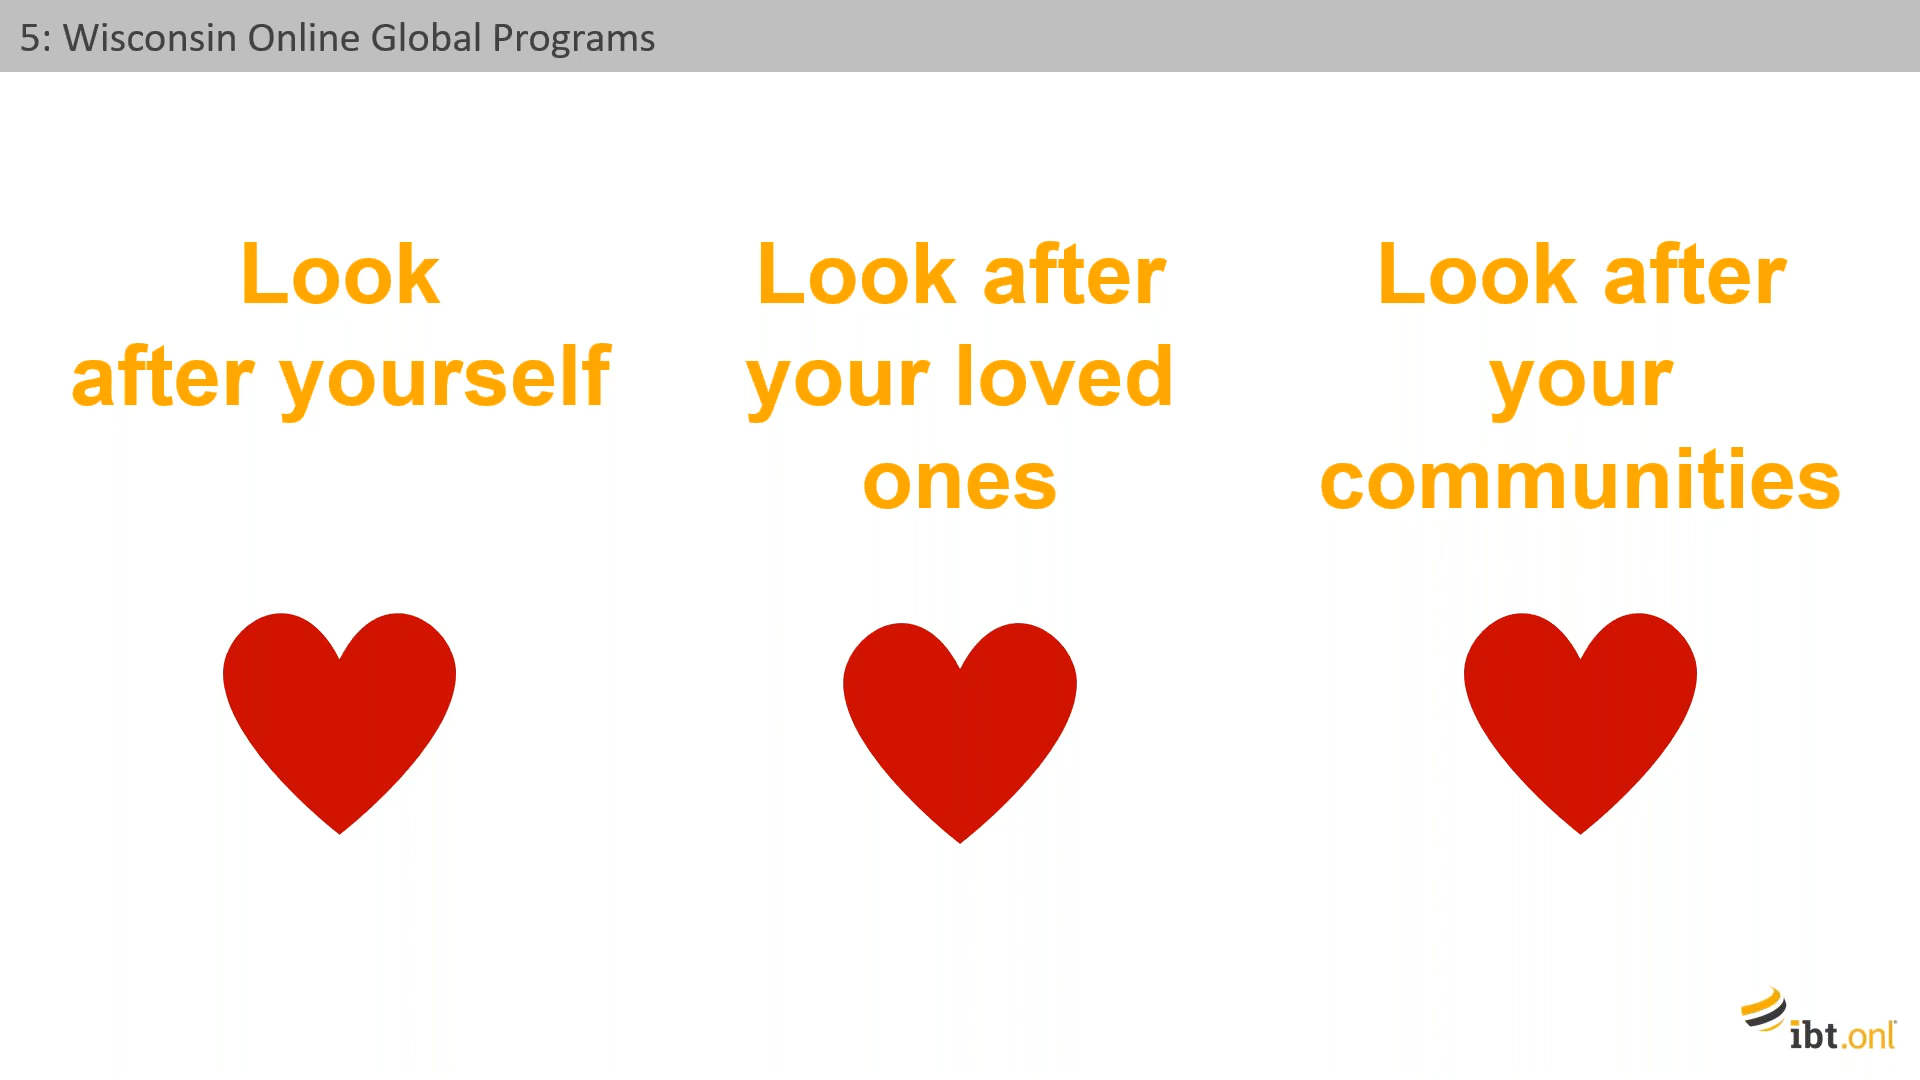 5: Wisconsin Online Global Programs
Look
after yourself
Look after
your loved
ones
Look after
your
communities
ibt.onl